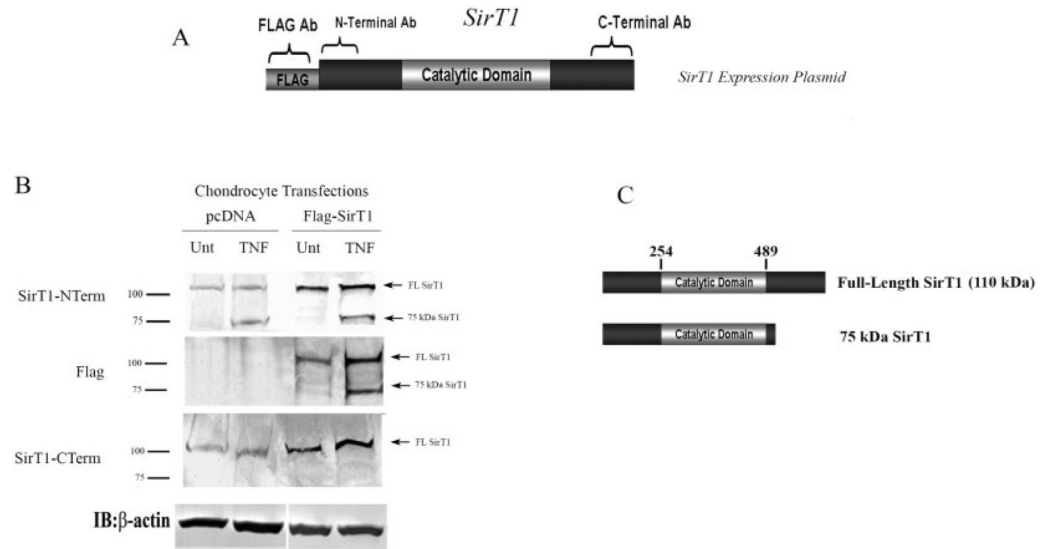 A
SirT1
FLAG Ab
N-Terminal Ab
C-Terminal Ab
FLAG
Catalytic Domain
SirT1 Expression Plasmid
B
Chondrocyte Transfections
pcDNA
Flag-SirT1
Unt
TNF
Unt
TNF
SirT1-NTerm
100
75
FL SirT1
75 kDa SirT1
Flag
100
75
FL SirT1
75 kDa SirT1
SirT1-CTerm
100
75
FL SirT1
IB:β-actin
C
254
489
Catalytic Domain
Full-Length SirT1 (110 kDa)
Catalytic Domain
75 kDa SirT1